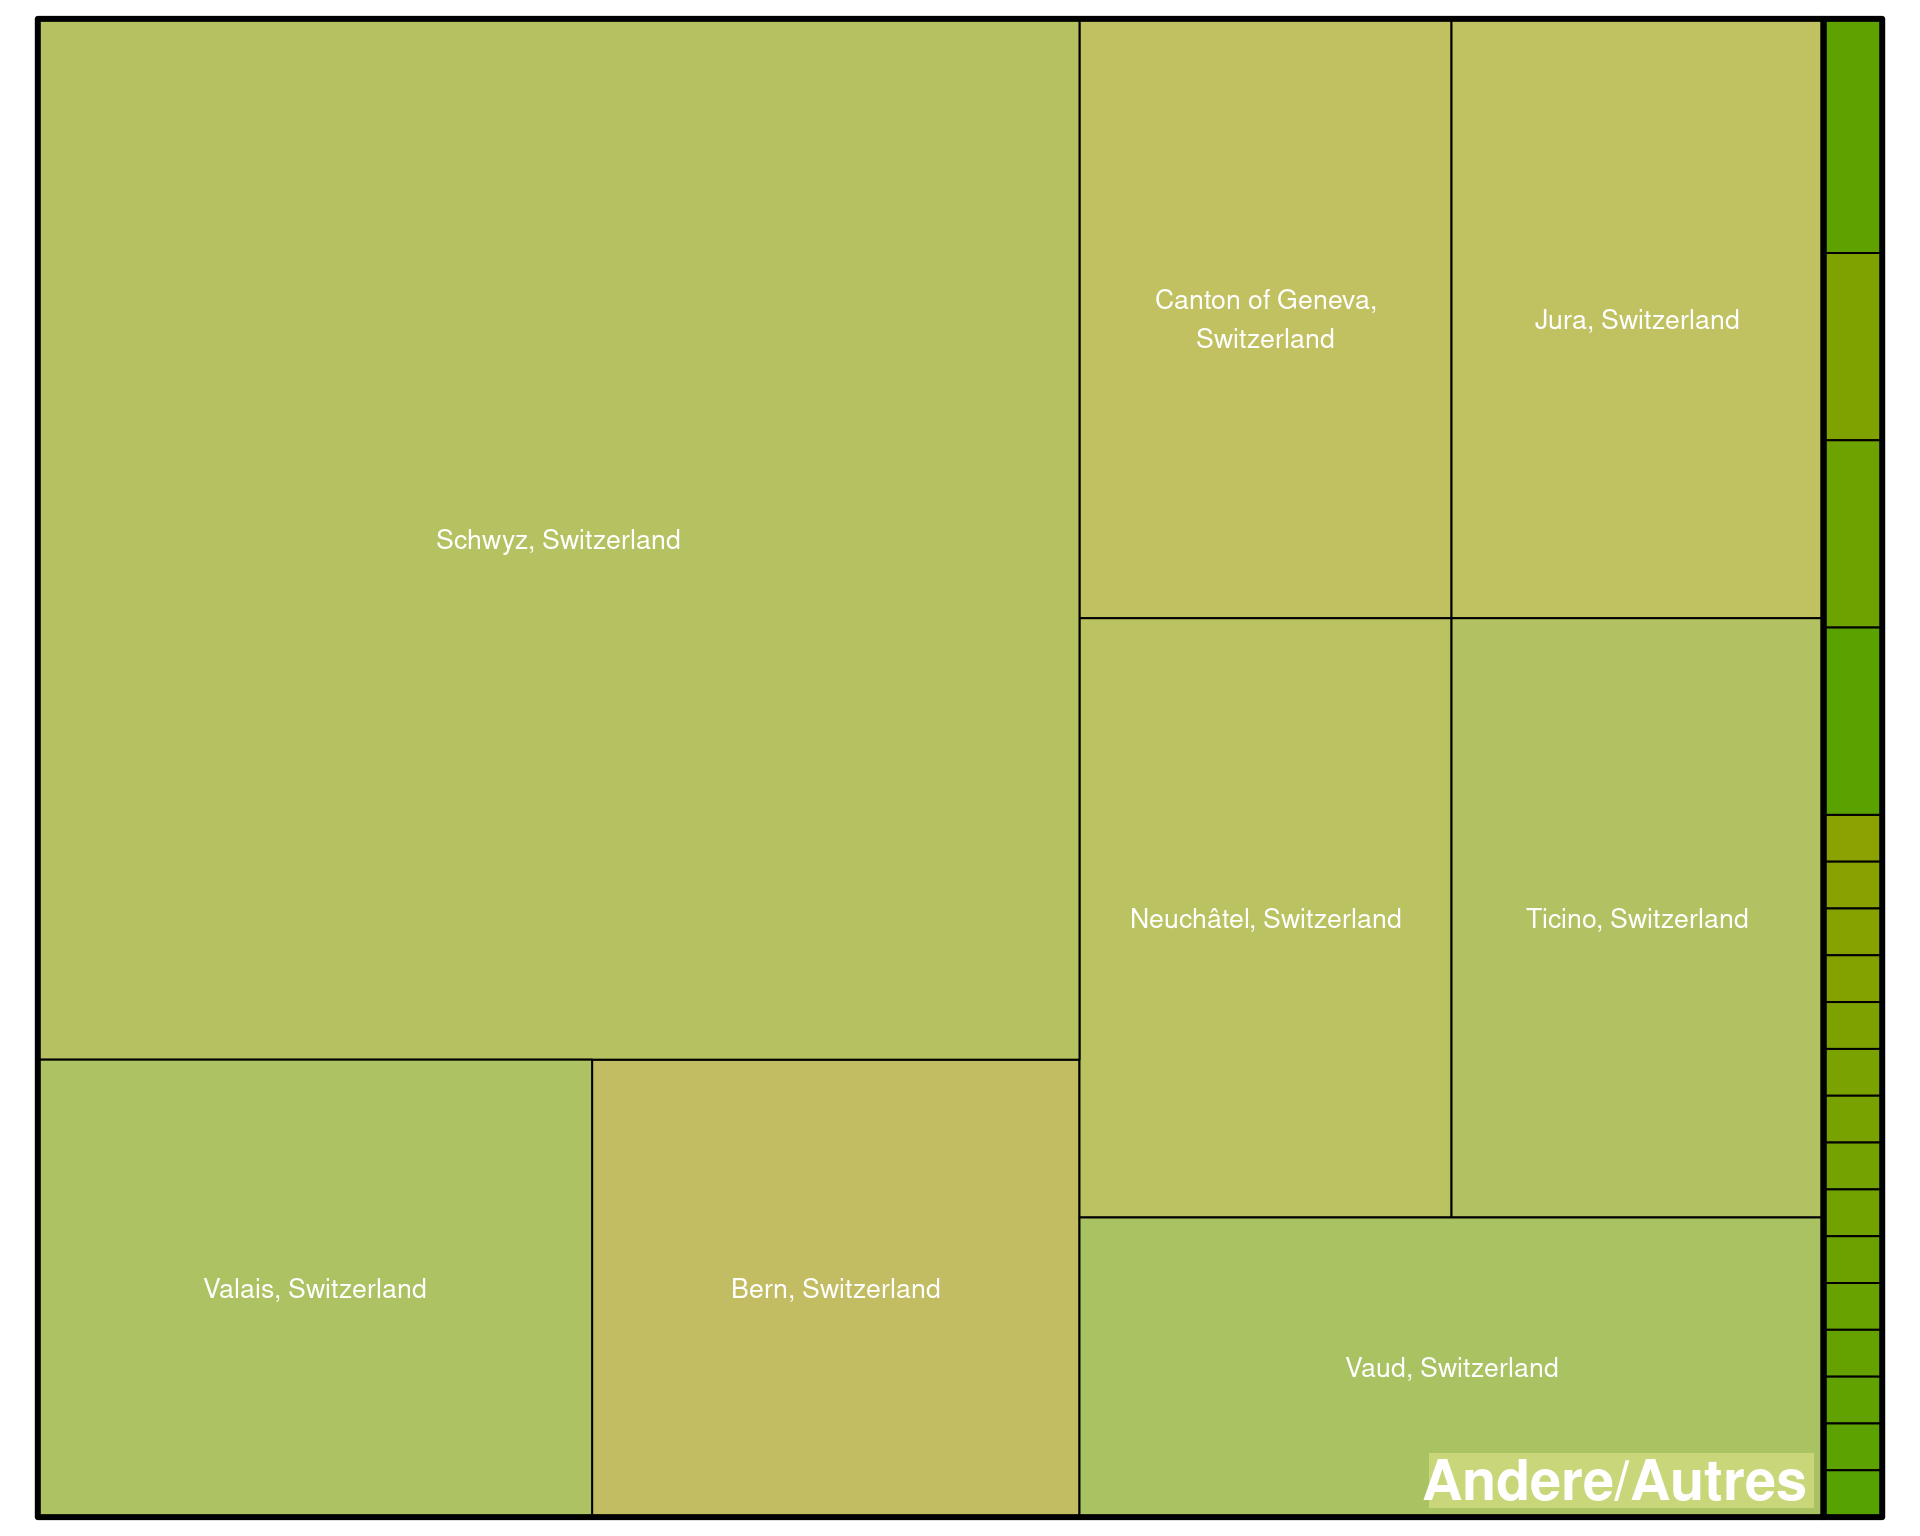 Canton of Geneva,
Switzerland
Jura, Switzerland
Schwyz, Switzerland
Neuchâtel, Switzerland
Ticino, Switzerland
Valais, Switzerland
Bern, Switzerland
Vaud, Switzerland
Andere/Autres